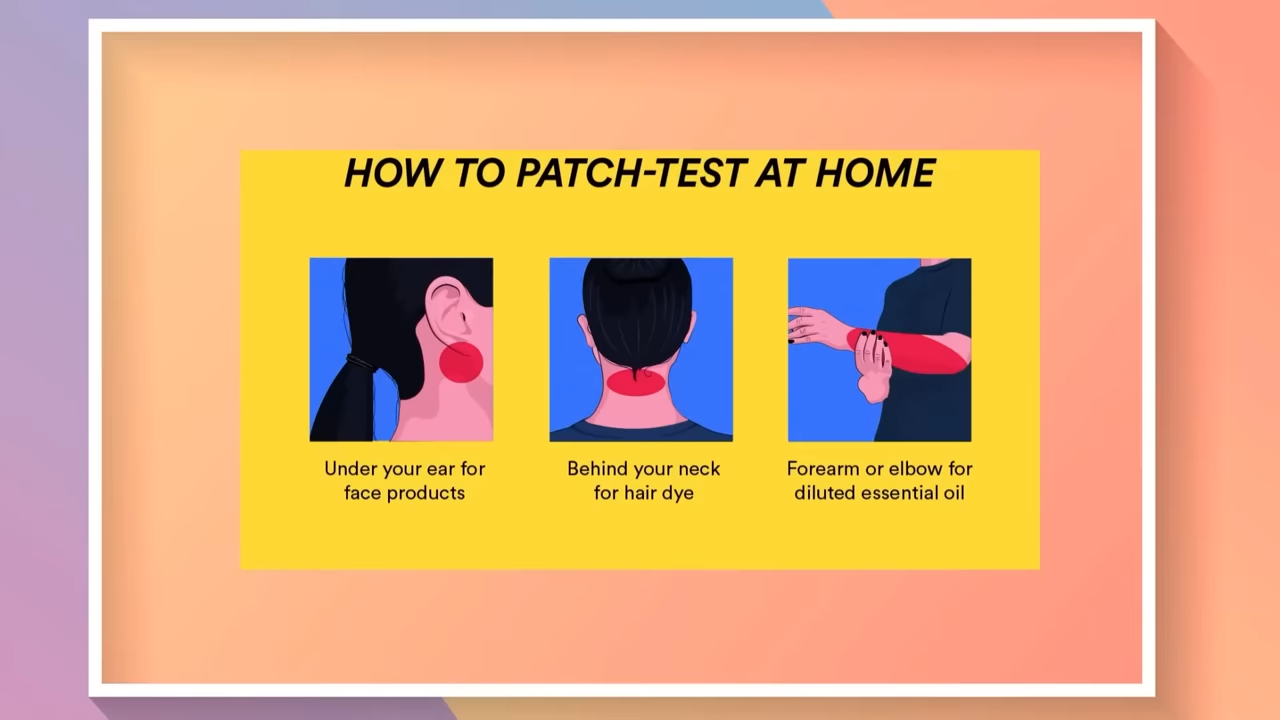 HOW TO PATCH-TEST AT HOME
Under your ear for
face products
Behind your neck
for hair dye
Forearm or elbow for
diluted essential oil